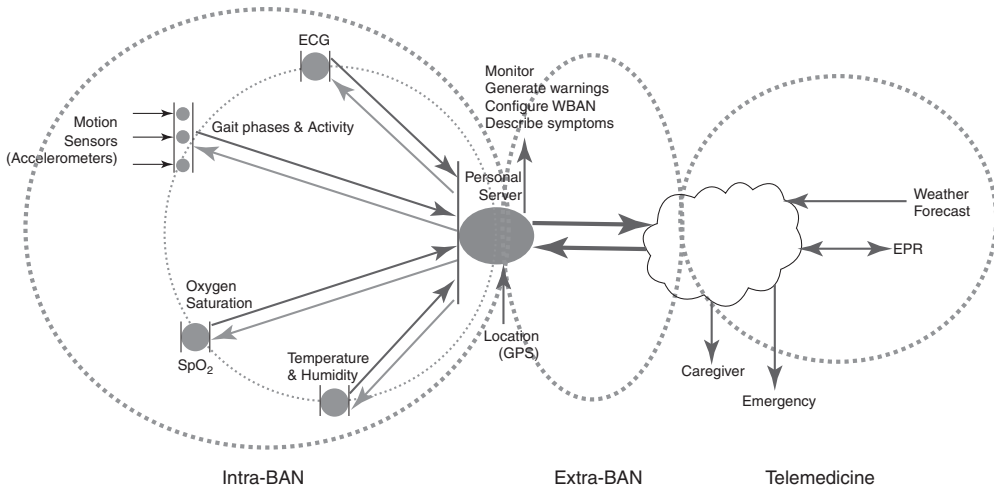 ECG
Monitor
Generate warnings
Configure WBAN
Describe symptoms
Motion
Sensors
(Accelerometers)
Gait phases & Activity
Personal
Server
Weather
Forecast
EPR
Oxygen
Saturation
SpO₂
Temperature
& Humidity
Location
(GPS)
Caregiver
Emergency
Intra-BAN
Extra-BAN
Telemedicine